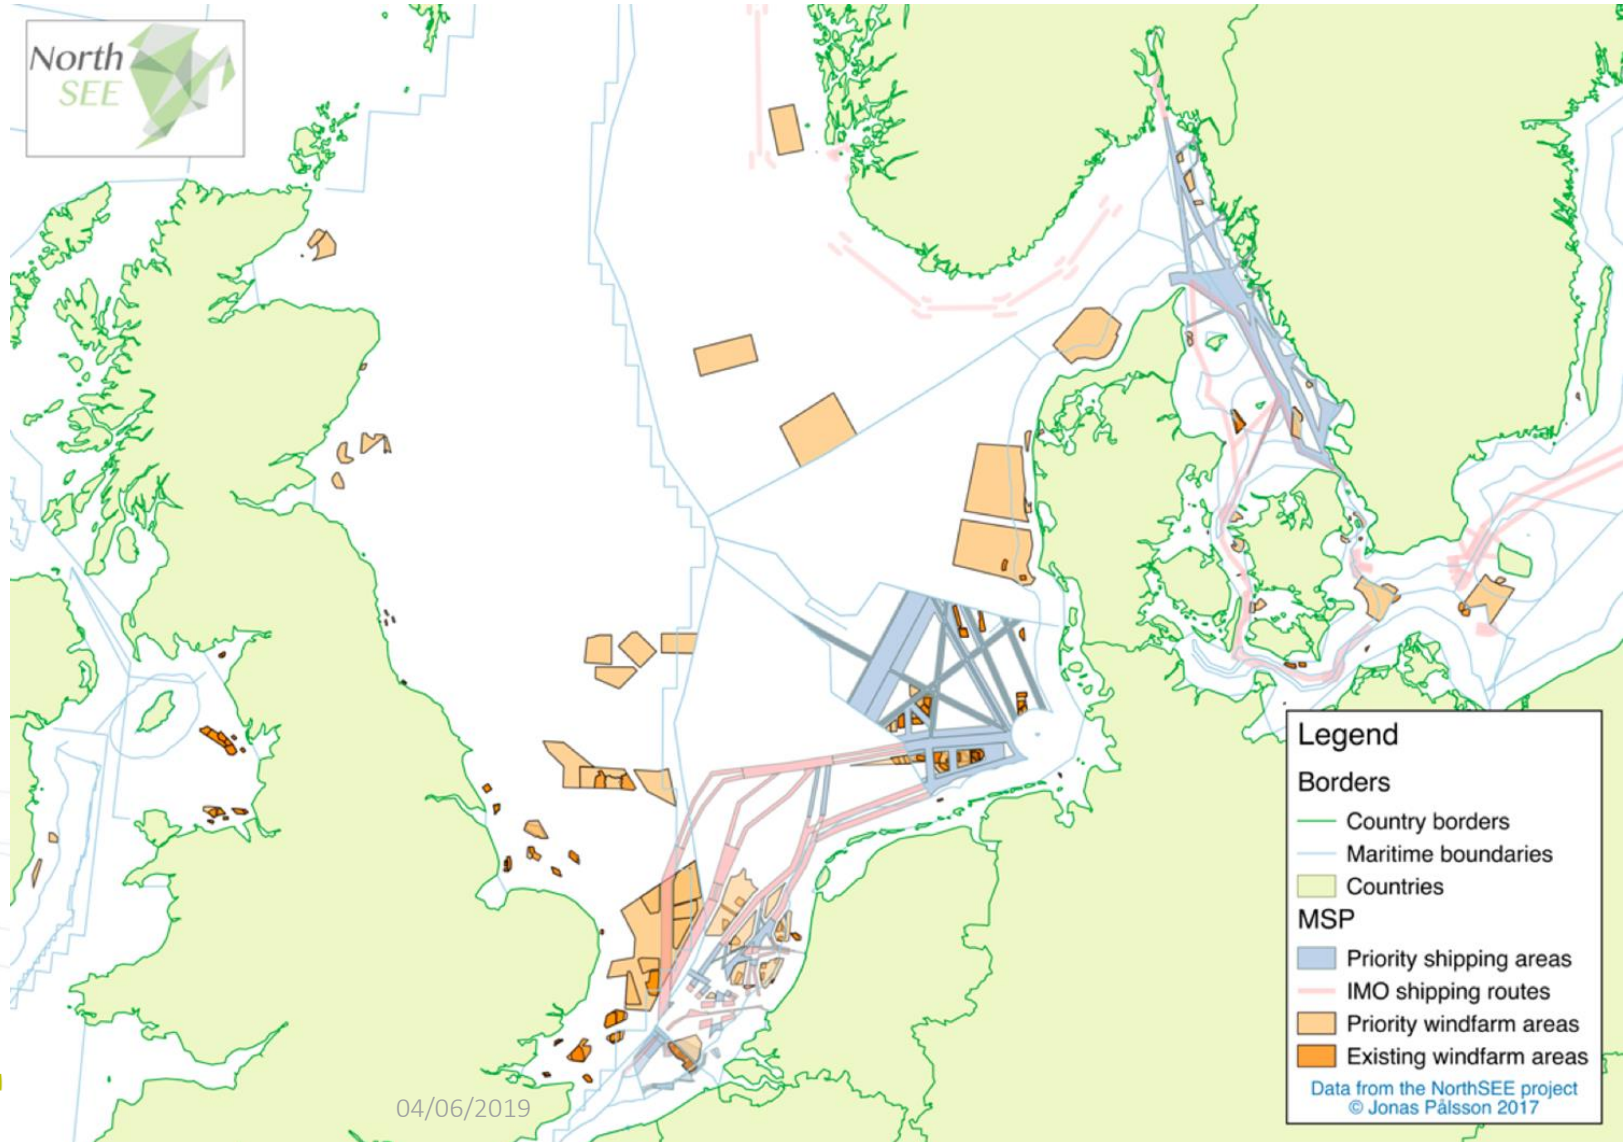 North
SEE
Legend
Borders
Country borders
Maritime boundaries
Countries
MSP
Priority shipping areas
IMO shipping routes
Priority windfarm areas
Existing windfarm areas
Data from the NorthSEE project
© Jonas Pålsson 2017
04/06/2019